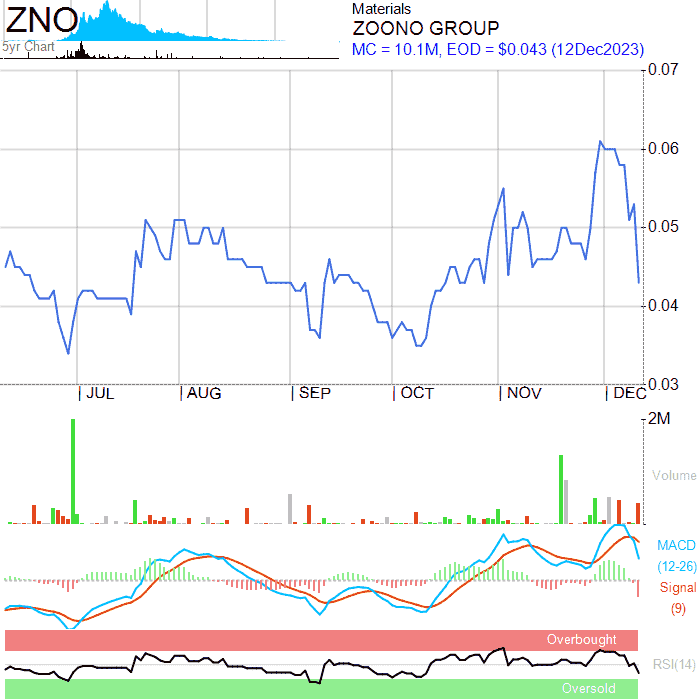 ZNO
5yr Chart
Materials
ZOONO GROUP
MC = 10.1M, EOD = $0.043 (12Dec2023)
0.07
0.06
0.05
0.04
0.03
JUL AUG SEP OCT NOV DEC
2M
Volume
MACD
(12-26)
Signal
(9)
Overbought
RSI(14)
Oversold